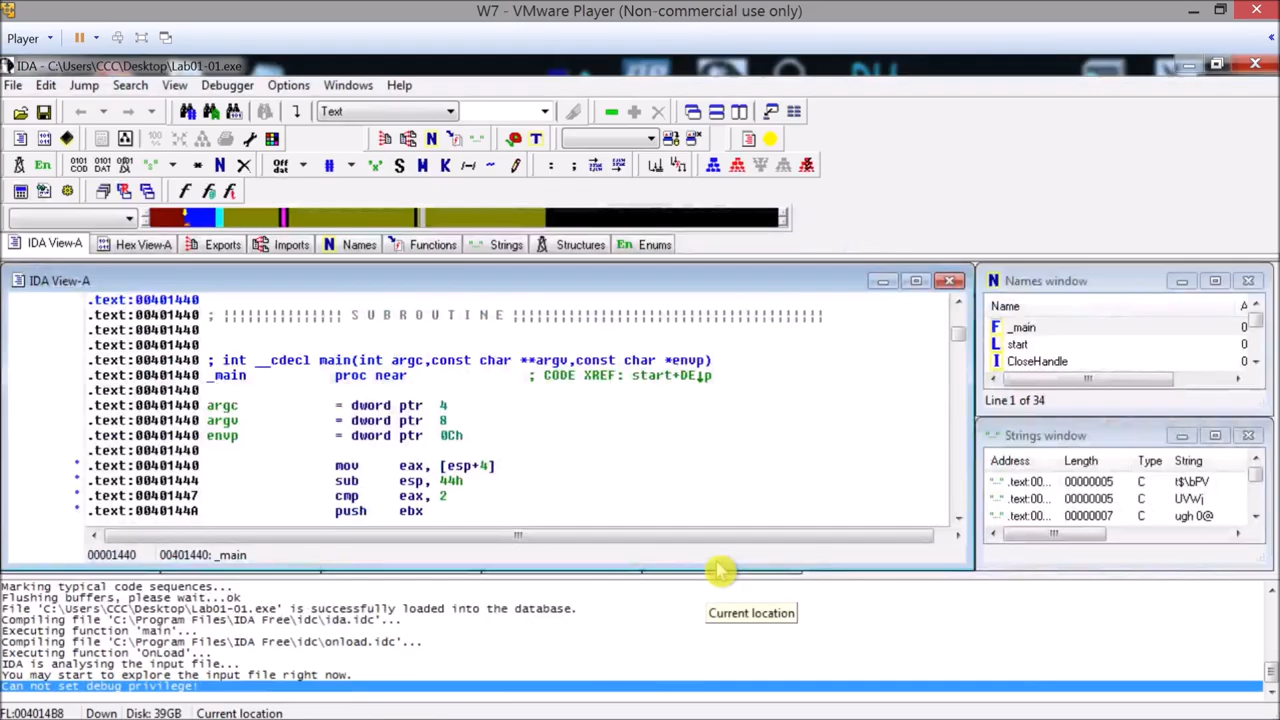 W7 - VMware Player (Non-commercial use only)
Player
IDA - C:\Users\CCC\Desktop\Lab01-01.exe
File Edit Jump Search View Debugger Options Windows Help
Text
En
IDA View-A Hex View-A Exports Imports Names Functions Strings Structures En Enums
IDA View-A
.text:00401440
.text:00401440 ; ¦¦¦¦¦¦¦¦¦¦¦¦¦¦¦ S U B R O U T I N E ¦¦¦¦¦¦¦¦¦¦¦¦¦¦¦¦¦¦¦¦¦¦¦¦¦¦¦¦¦¦¦¦¦¦¦¦¦¦¦
.text:00401440
.text:00401440
.text:00401440 ; int __cdecl main(int argc,const char **argv,const char *envp)
.text:00401440 _main proc near ; CODE XREF: start+DE↓p
.text:00401440
.text:00401440 argc = dword ptr 4
.text:00401440 argv = dword ptr 8
.text:00401440 envp = dword ptr 0Ch
.text:00401440
.text:00401440 mov eax, [esp+4]
.text:00401444 sub esp, 44h
.text:00401447 cmp eax, 2
.text:0040144A push ebx
00001440 00401440: _main
Names window
Name A
F _main 0
L start 0
I CloseHandle 0
Line 1 of 34
Strings window
Address Length Type String
.text:00... 00000005 C t$\bPV
.text:00... 00000005 C UVWj
.text:00... 00000007 C ugh 0@
Current location
Marking typical code sequences...
Flushing buffers, please wait...ok
File 'C:\Users\CCC\Desktop\Lab01-01.exe' is successfully loaded into the database.
Compiling file 'C:\Program Files\IDA Free\idc\ida.idc'...
Executing function 'main'...
Compiling file 'C:\Program Files\IDA Free\idc\onload.idc'...
Executing function 'OnLoad'...
IDA is analysing the input file...
You may start to explore the input file right now.
Can not set debug privilege!
FL:004014B8 Down Disk: 39GB Current location